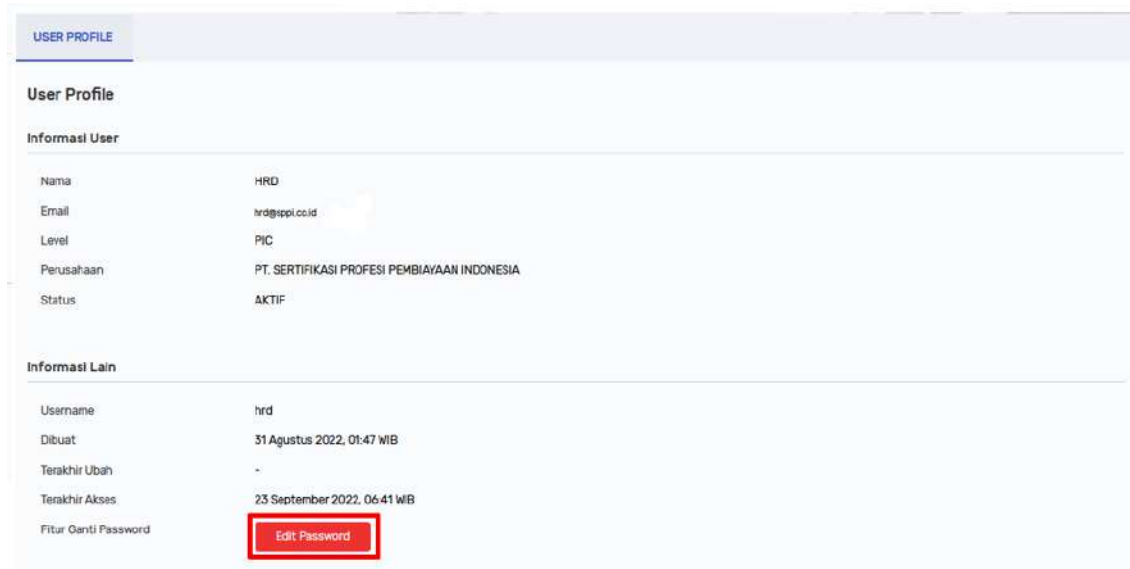 USER PROFILE
User Profile
Informasi User
Nama HRD
Email hrd@sppi.co.id
Level PIC
Perusahaan PT. SERTIFIKASI PROFESI PEMBIAYAAN INDONESIA
Status AKTIF
Informasi Lain
Username hrd
Dibuat 31 Agustus 2022, 01:47 WIB
Terakhir Ubah -
Terakhir Akses 23 September 2022, 06:41 WIB
Fitur Ganti Password Edit Password